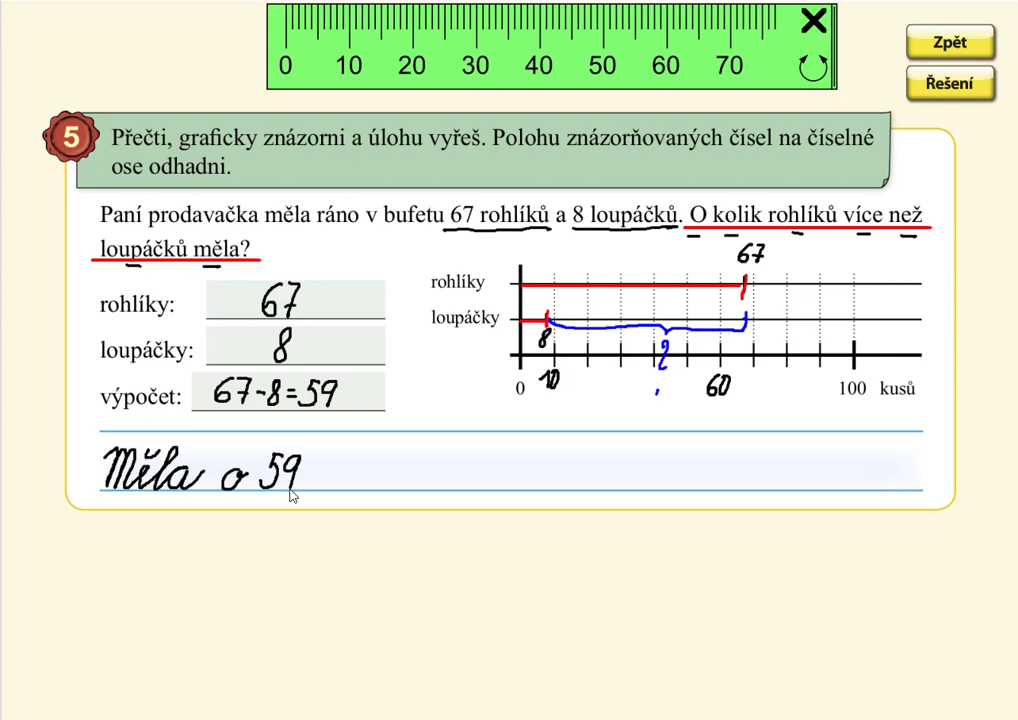 0 10 20 30 40 50 60 70
Zpět
Řešení
5
Přečti, graficky znázorni a úlohu vyřeš. Polohu znázorňovaných čísel na číselné
ose odhadni.
Paní prodavačka měla ráno v bufetu 67 rohlíků a 8 loupáčků. O kolik rohlíků více než
loupáčků měla?
rohlíky: 67
loupáčky: 8
výpočet: 67-8=59
67
rohlíky
loupáčky
8
?
0 10 60 100 kusů
Měla o 59